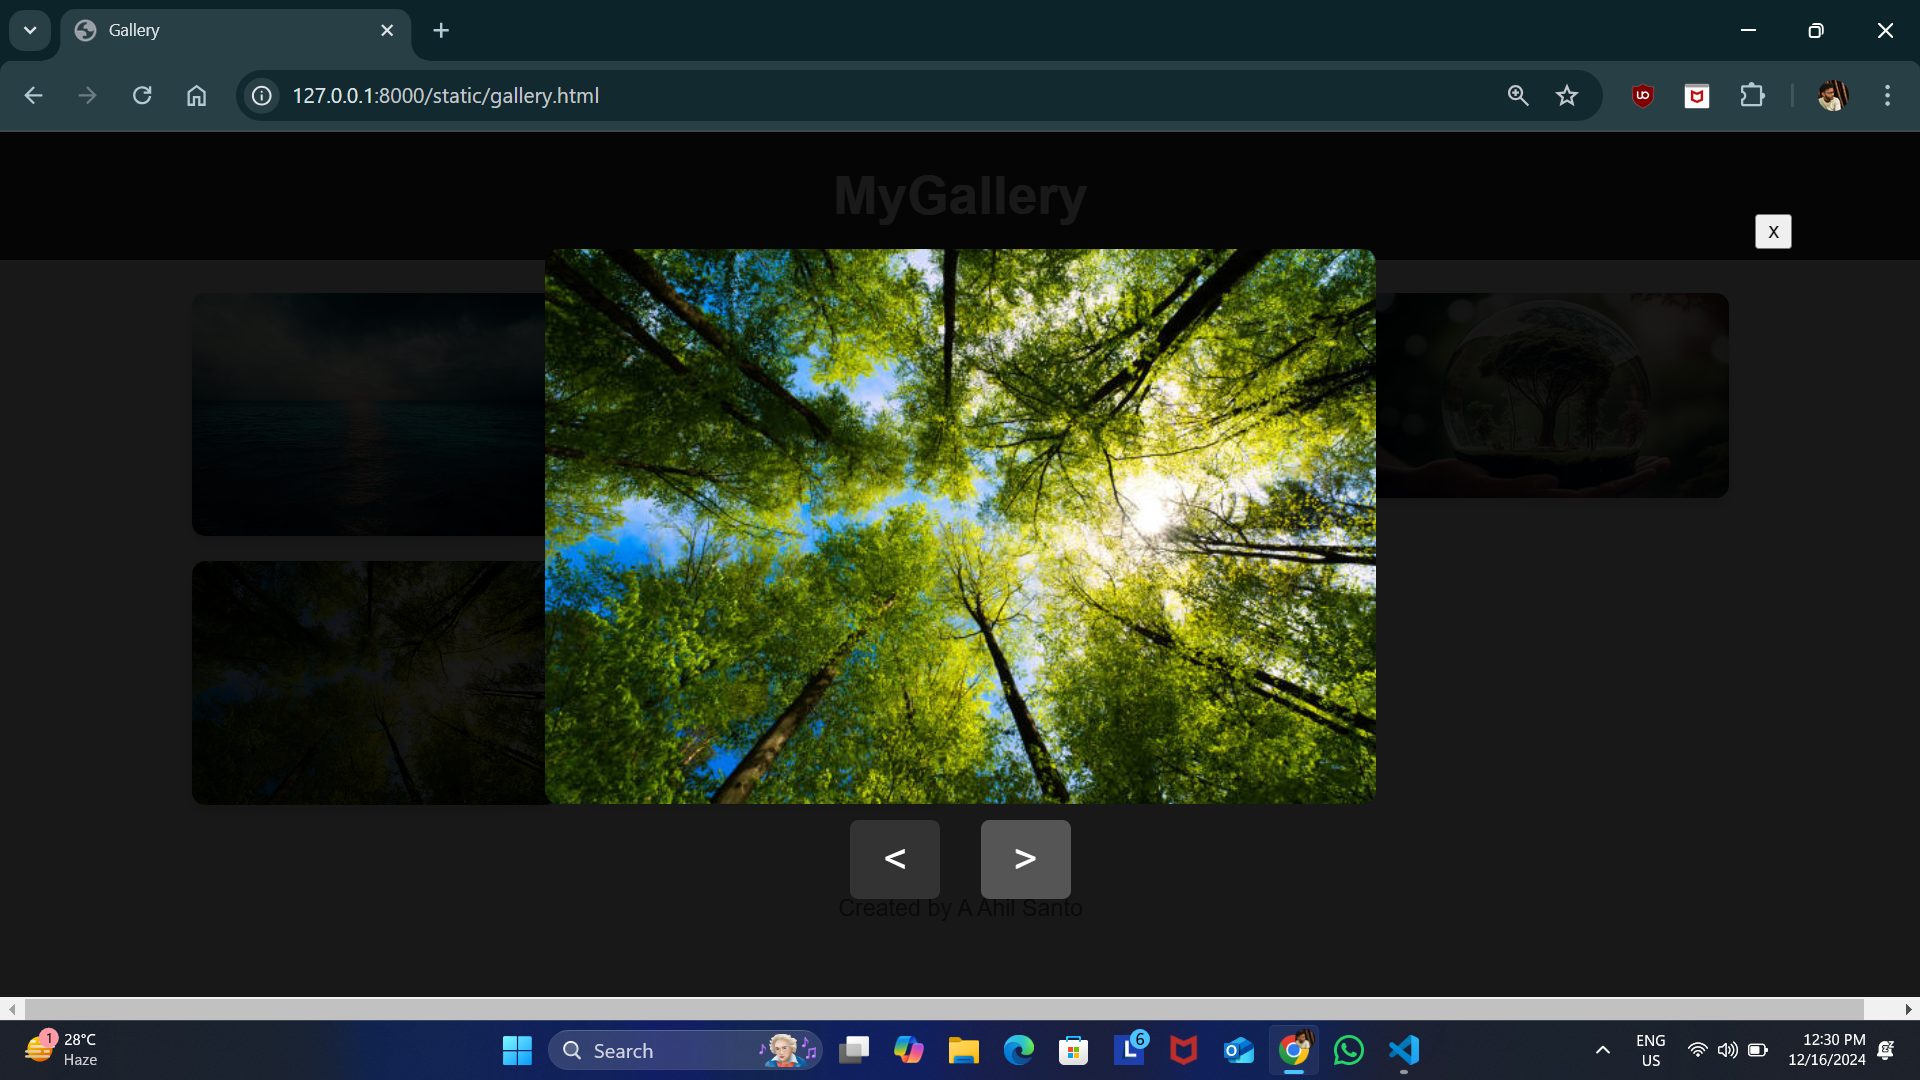 Gallery
127.0.0.1:8000/static/gallery.html
MyGallery
X
<
>
Created by A Ahil Santo
1
28°C
Haze
Search
6
ENG
US
12:30 PM
12/16/2024